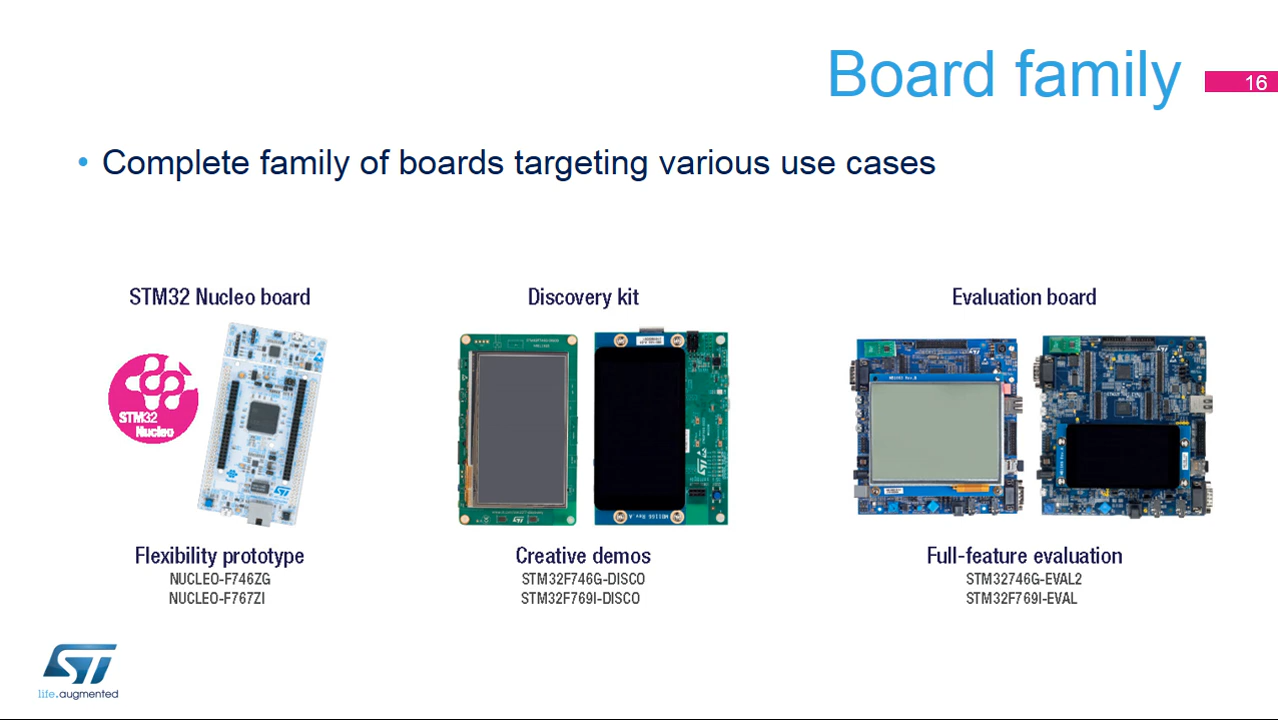 Board family
16
• Complete family of boards targeting various use cases
STM32 Nucleo board
Discovery kit
Evaluation board
STM32
Nucleo
Flexibility prototype
NUCLEO-F746ZG
NUCLEO-F767ZI
Creative demos
STM32F746G-DISCO
STM32F769I-DISCO
Full-feature evaluation
STM32746G-EVAL2
STM32F769I-EVAL
ST
life.augmented